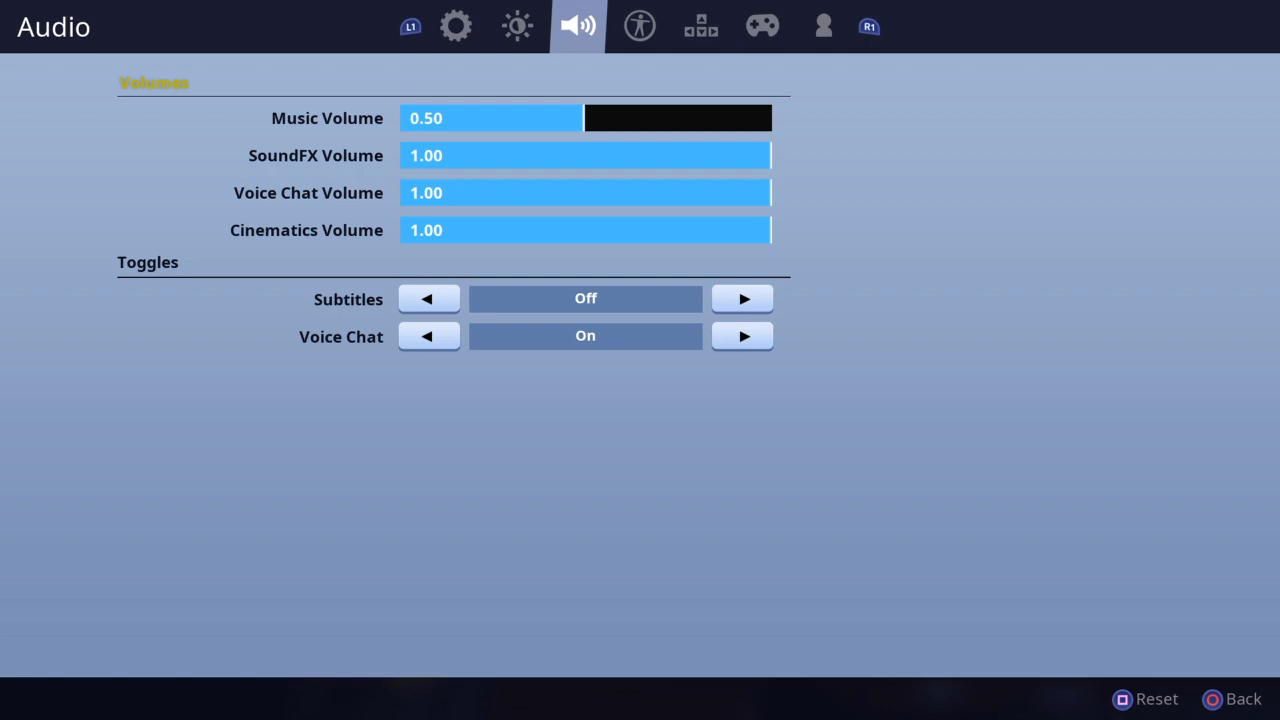 Audio
L1
R1
Volumes
Music Volume 0.50
SoundFX Volume 1.00
Voice Chat Volume 1.00
Cinematics Volume 1.00
Toggles
Subtitles Off
Voice Chat On
Reset Back